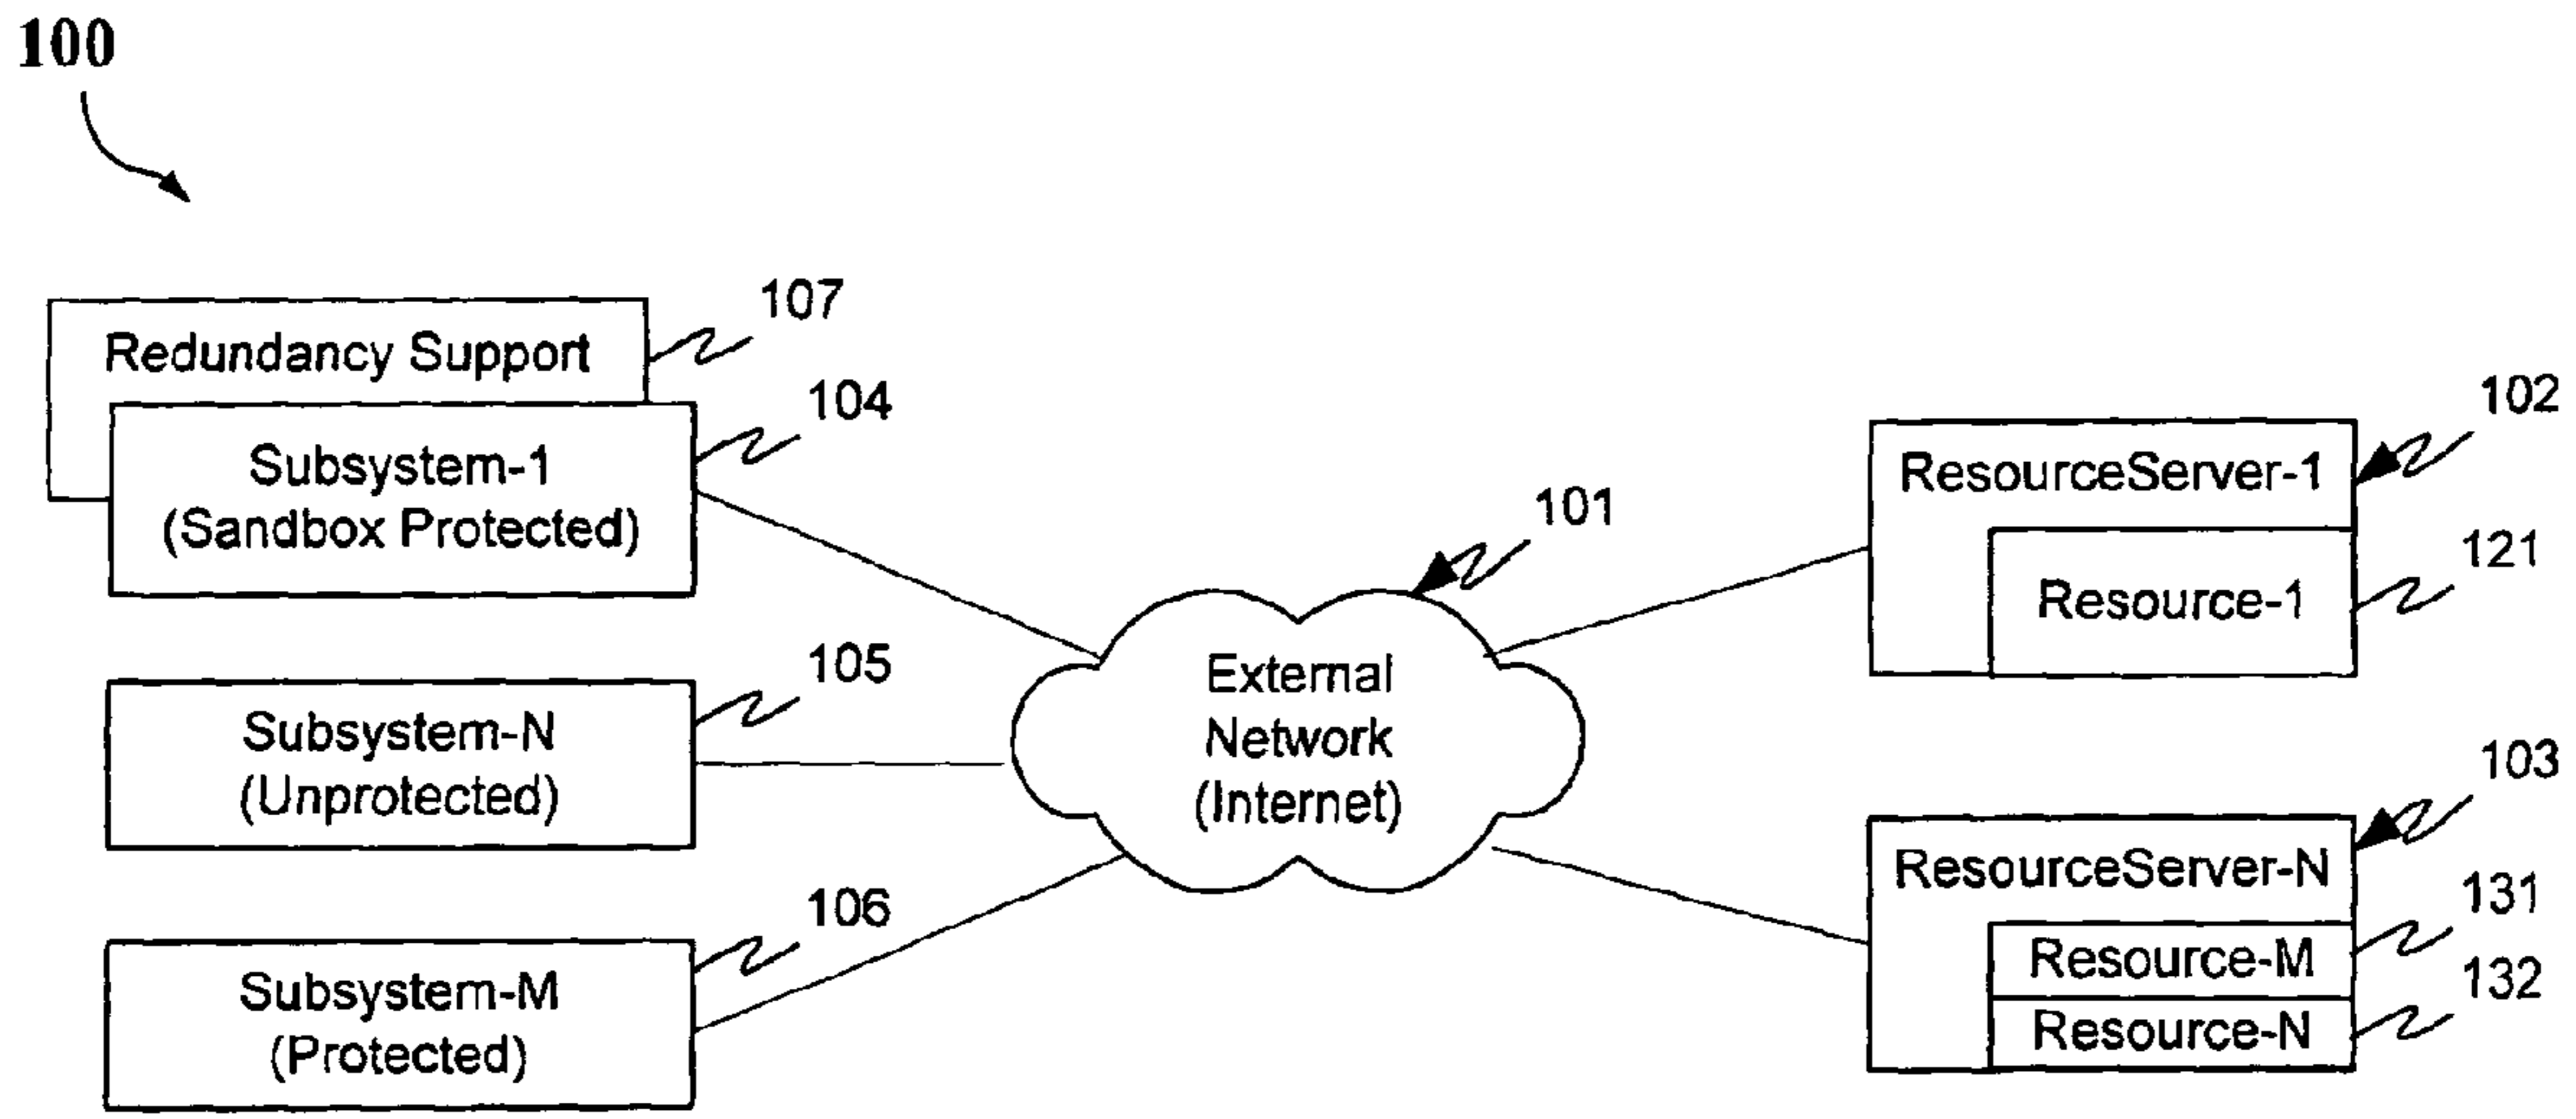 100
107
Redundancy Support
104
Subsystem-1
(Sandbox Protected)
105
Subsystem-N
(Unprotected)
106
Subsystem-M
(Protected)
101
External
Network
(Internet)
102
ResourceServer-1
121
Resource-1
103
ResourceServer-N
131
Resource-M
132
Resource-N